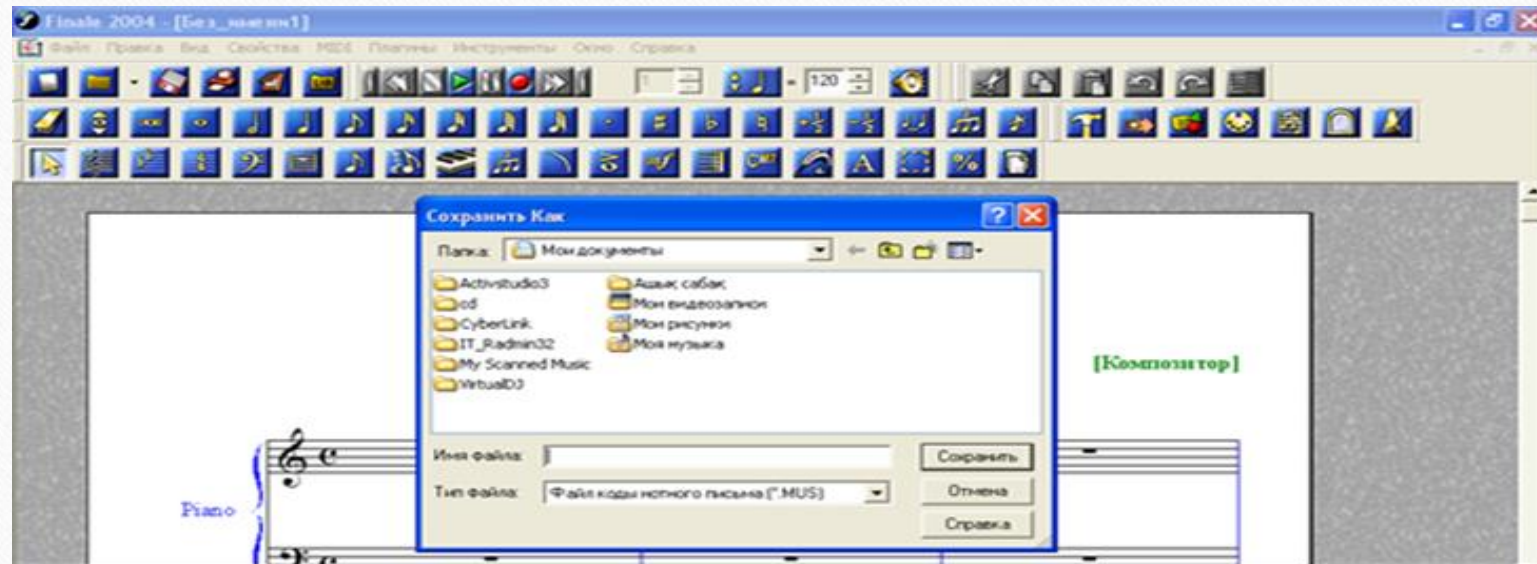 Finale 2004 - [Без_имени1]
Файл Правка Вид Свойства MIDI Плагины Инструменты Окно Справка
1 = 120
CMT A %
Сохранить Как
Папка: Мои документы
Activstudio3 Ашық сабақ
cd Мои видеозаписи
CyberLink Мои рисунки
IT_Radmin32 Моя музыка
My Scanned Music
VirtualDJ
[Композитор]
Имя файла: Сохранить
Тип файла: Файл коды нотного письма (*.MUS) Отмена
Справка
Piano